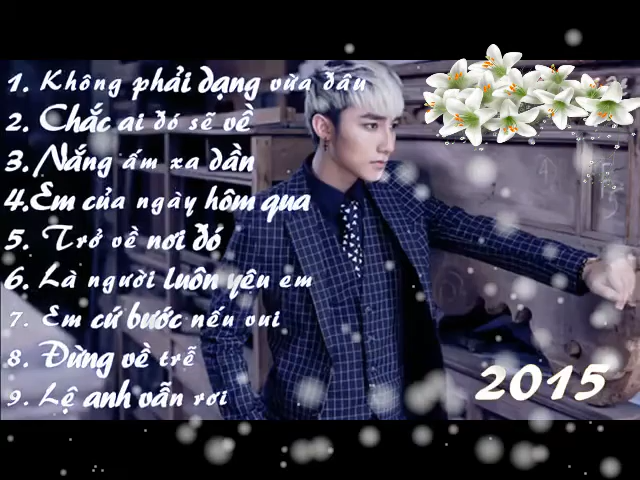 1. Không phải dạng vừa đâu
2. Chắc ai đó sẽ về
3. Nắng ấm xa dần
4. Em của ngày hôm qua
5. Trở về nơi đó
6. Là người luôn yêu em
7. Em cứ bước nếu vui
8. Đừng về trễ
9. Lệ anh vẫn rơi
2015